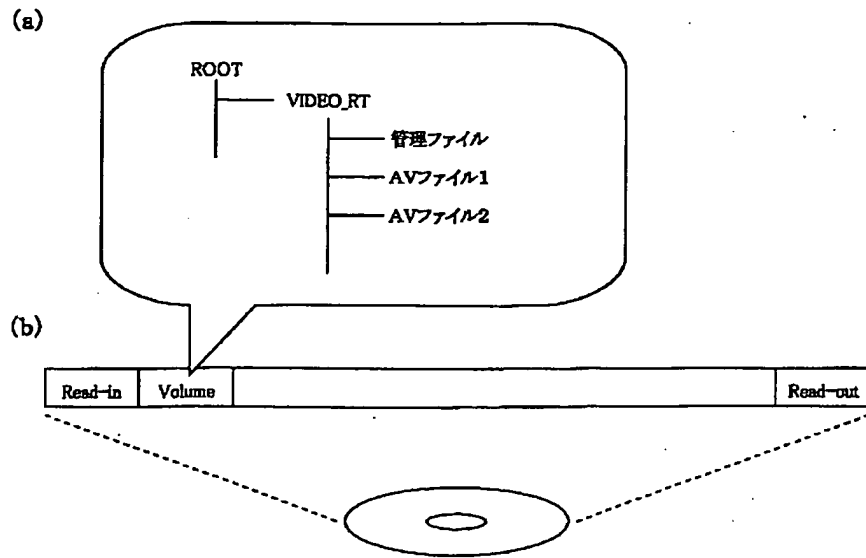 (a)
ROOT
VIDEO_RT
管理ファイル
AVファイル1
AVファイル2
(b)
Read-in
Volume
Read-out